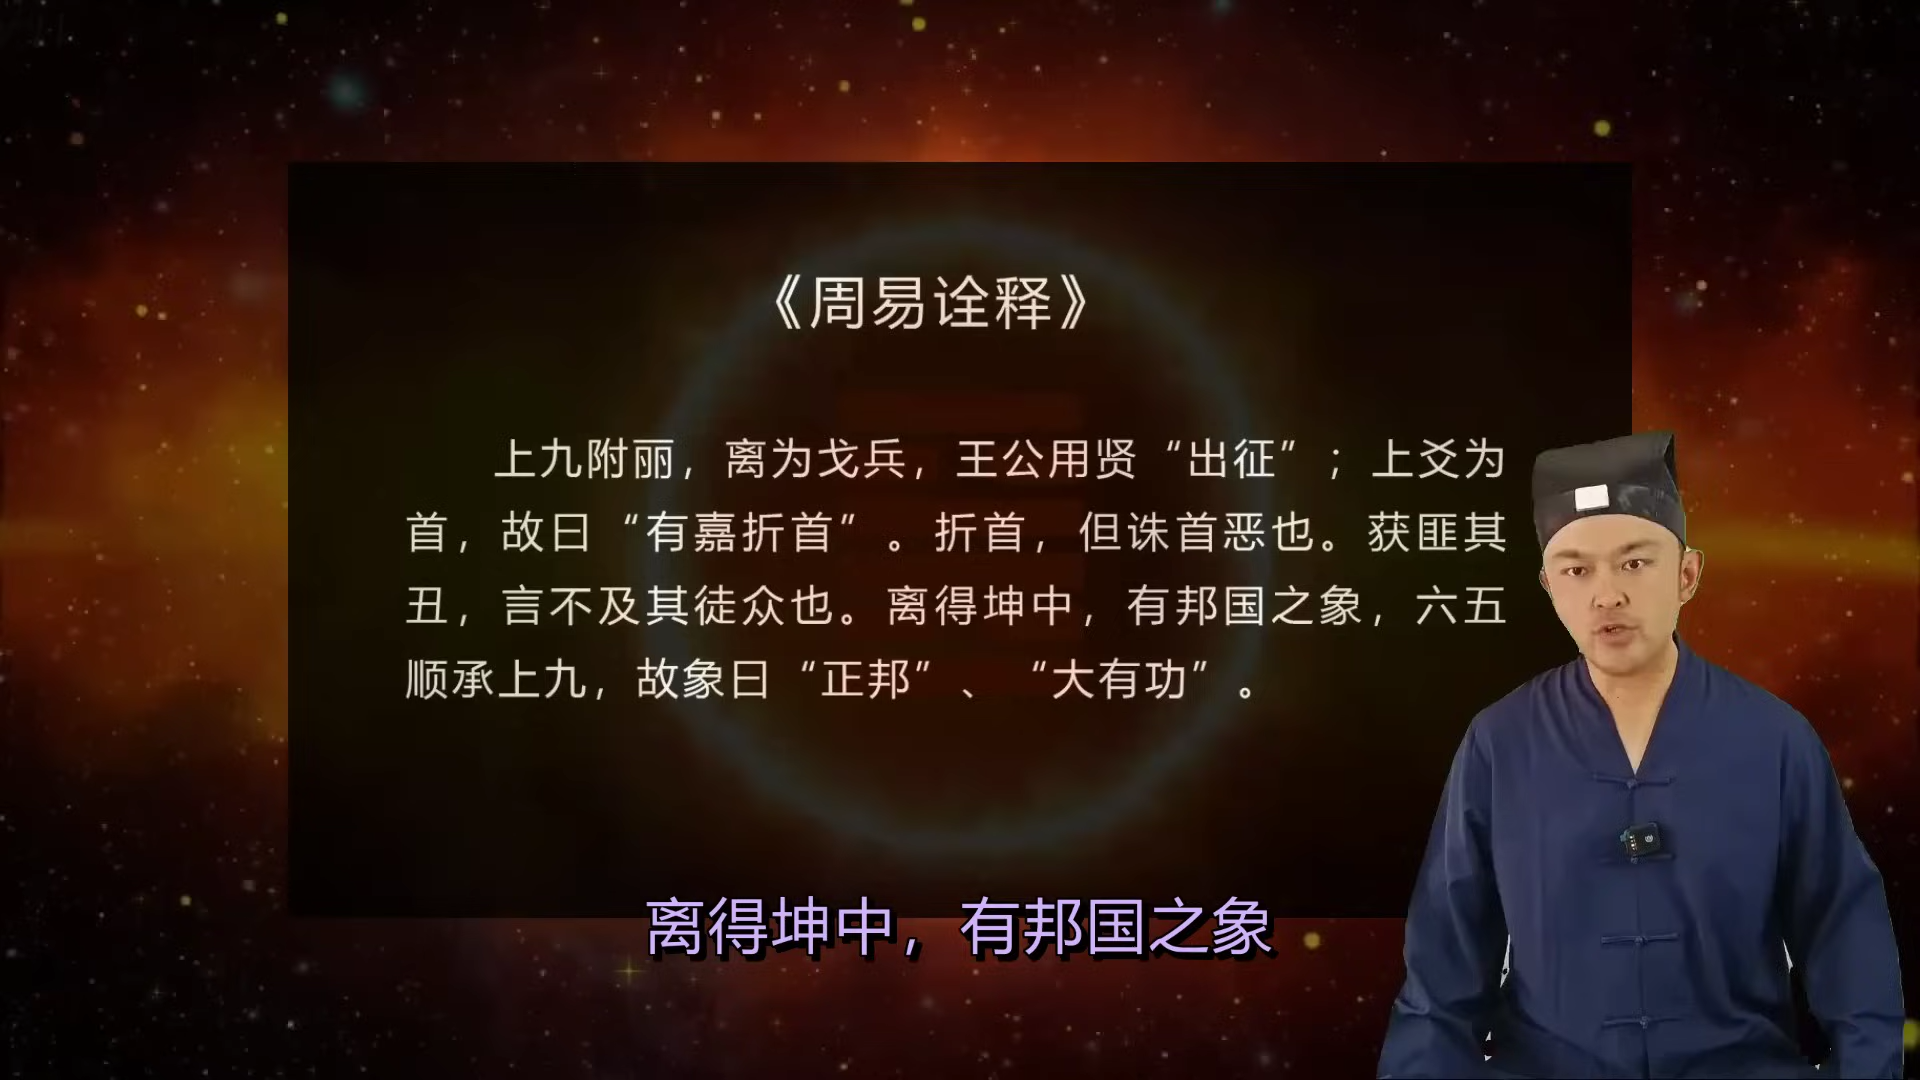 《周易诠释》
上九附丽，离为戈兵，王公用贤“出征”；上爻为
首，故曰“有嘉折首”。折首，但诛首恶也。获匪其
丑，言不及其徒众也。离得坤中，有邦国之象，六五
顺承上九，故象曰“正邦”、“大有功”。
离得坤中，有邦国之象